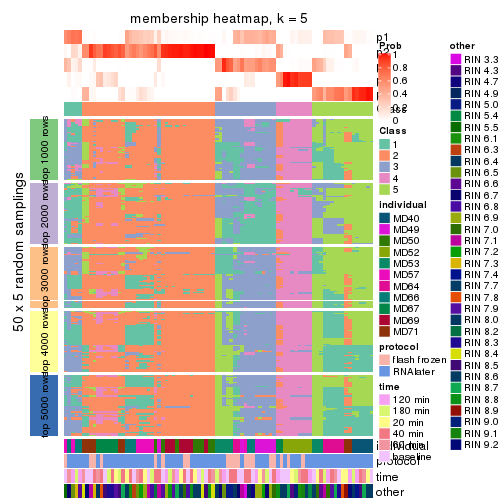 membership heatmap, k = 5
50 x 5 random samplings
top 1000 rows
top 2000 rows
top 3000 rows
top 4000 rows
top 5000 rows
p1
Prob
1
0.8
0.6
0.4
0.2
0
Class
1
2
3
4
5
individual
MD40
MD49
MD50
MD52
MD53
MD57
MD64
MD66
MD67
MD69
MD71
protocol
flash frozen
RNAlater
time
120 min
180 min
20 min
40 min
60 min
baseline
protocol
time
other
other
RIN 3.3
RIN 4.3
RIN 4.7
RIN 4.9
RIN 5.0
RIN 5.4
RIN 5.5
RIN 6.1
RIN 6.3
RIN 6.4
RIN 6.5
RIN 6.6
RIN 6.7
RIN 6.8
RIN 6.9
RIN 7.0
RIN 7.1
RIN 7.2
RIN 7.3
RIN 7.4
RIN 7.7
RIN 7.8
RIN 7.9
RIN 8.0
RIN 8.2
RIN 8.3
RIN 8.4
RIN 8.5
RIN 8.6
RIN 8.7
RIN 8.8
RIN 8.9
RIN 9.0
RIN 9.1
RIN 9.2